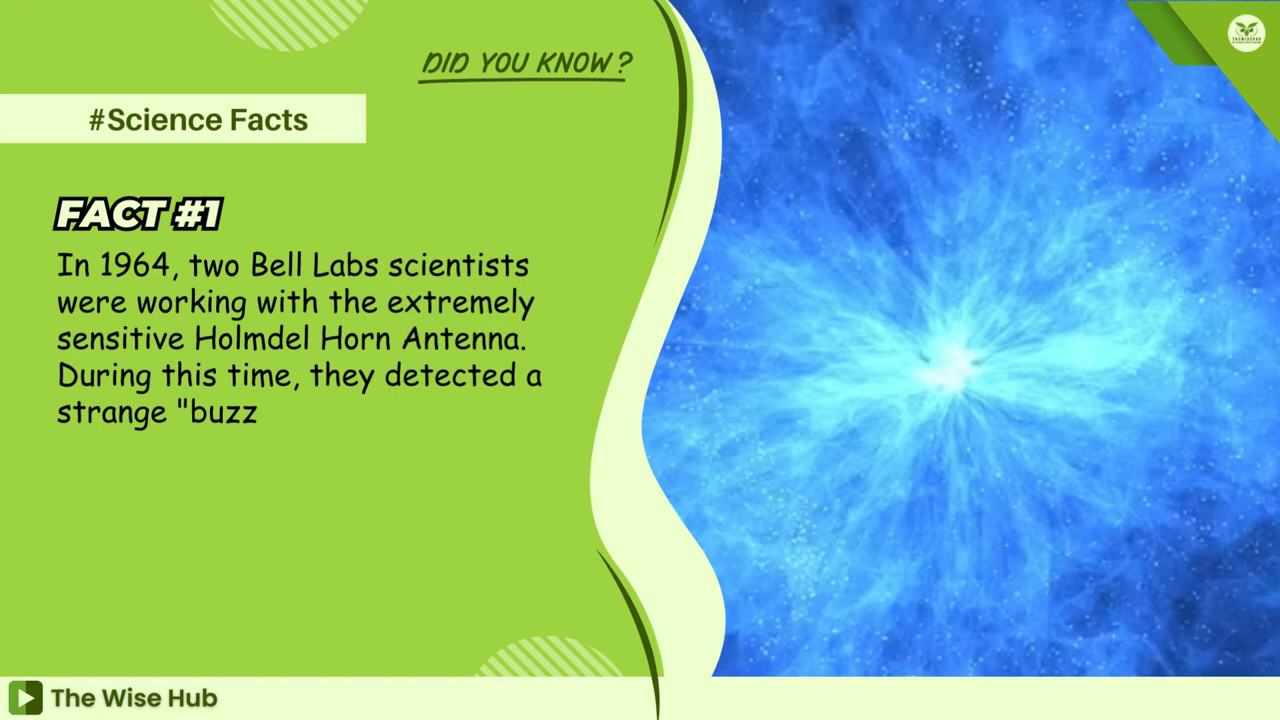 DID YOU KNOW?
#Science Facts
FACT #1
In 1964, two Bell Labs scientists
were working with the extremely
sensitive Holmdel Horn Antenna.
During this time, they detected a
strange "buzz
The Wise Hub